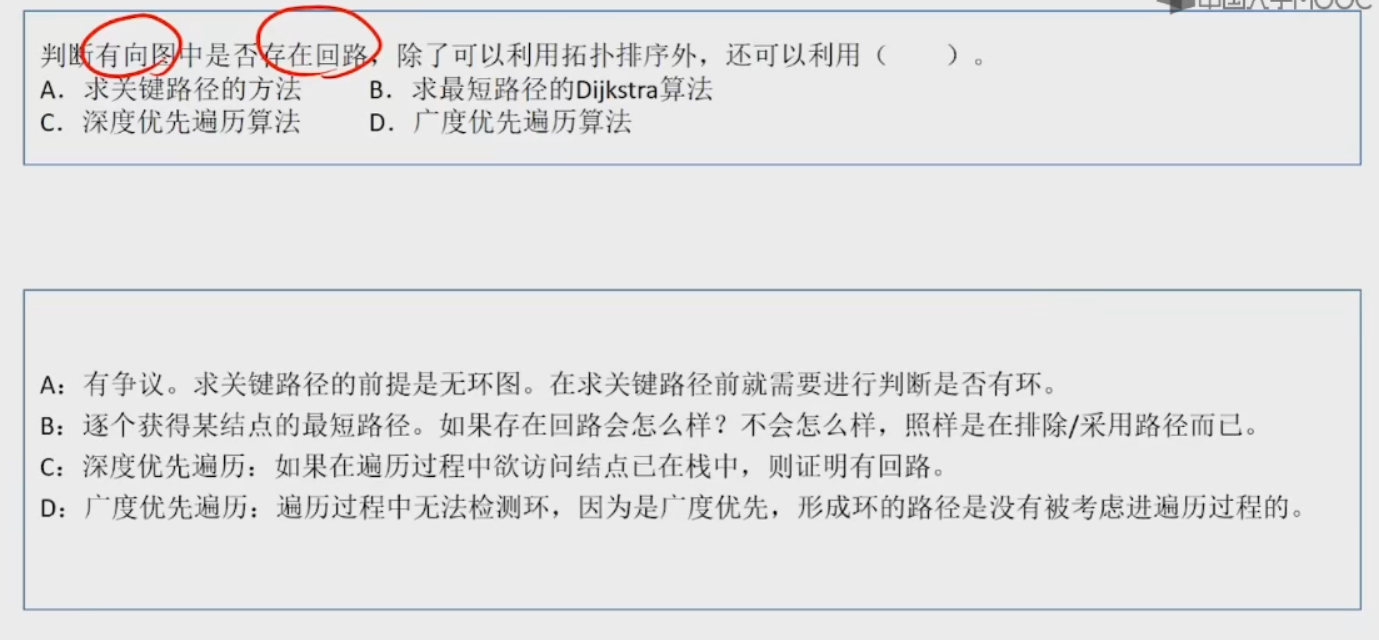 中国大学MOOC
判断有向图中是否存在回路，除了可以利用拓扑排序外，还可以利用（　　）。
A．求关键路径的方法　　B．求最短路径的Dijkstra算法
C．深度优先遍历算法　　D．广度优先遍历算法
A：有争议。求关键路径的前提是无环图。在求关键路径前就需要进行判断是否有环。
B：逐个获得某结点的最短路径。如果存在回路会怎么样？不会怎么样，照样是在排除/采用路径而已。
C：深度优先遍历：如果在遍历过程中欲访问结点已在栈中，则证明有回路。
D：广度优先遍历：遍历过程中无法检测环，因为是广度优先，形成环的路径是没有被考虑进遍历过程的。